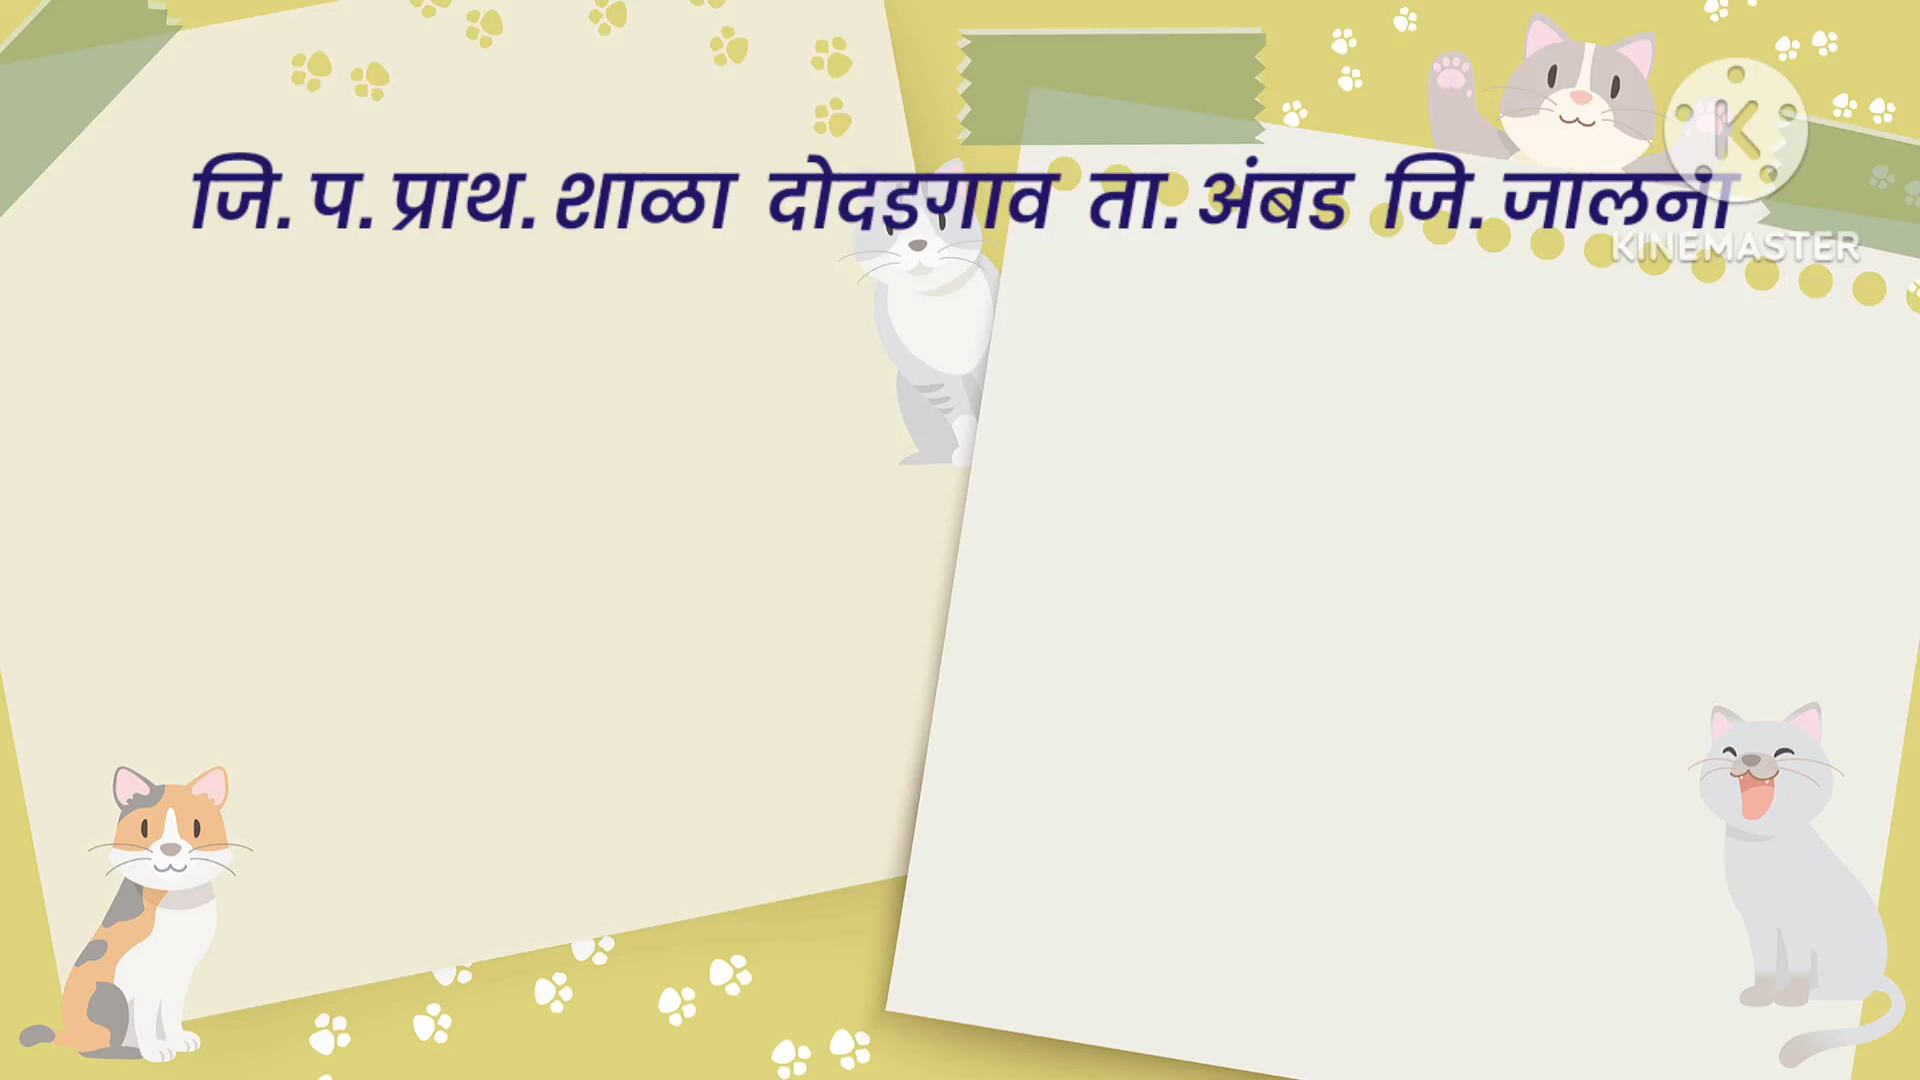 जि. प. प्राथ. शाळा दोदडगाव ता. अंबड जि. जालना
KINEMASTER